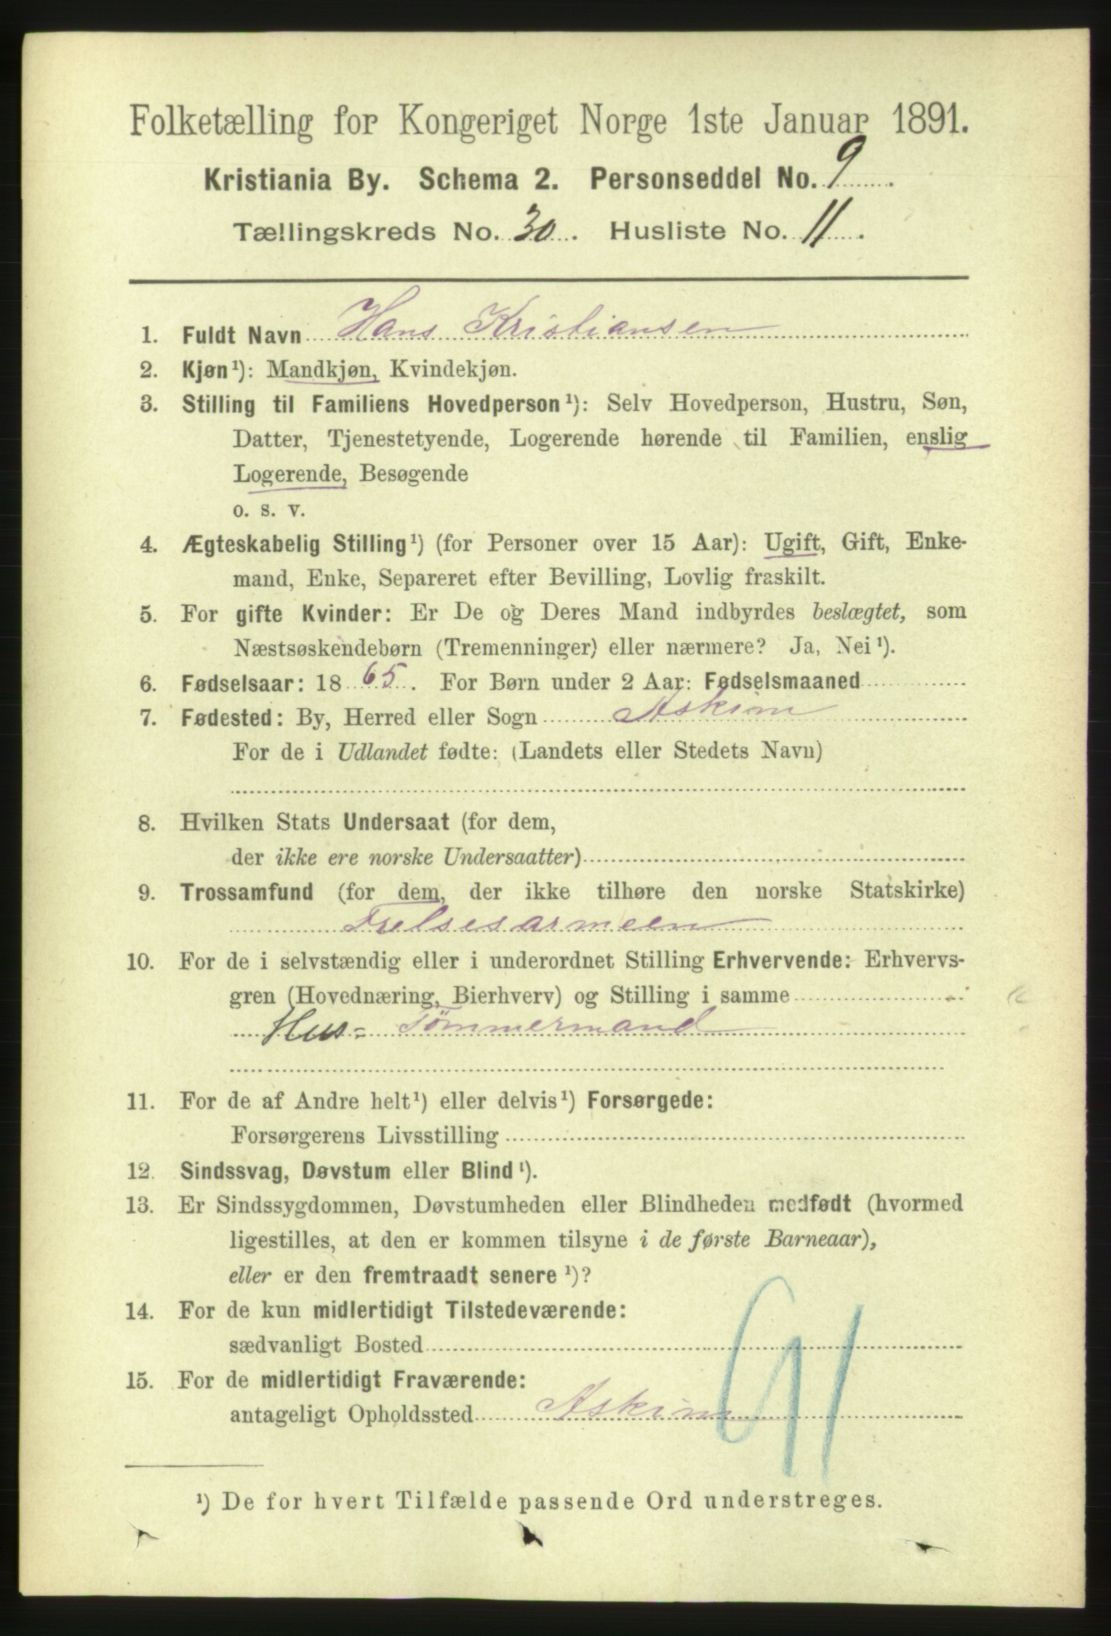 Folketælling for Kongeriget Norge 1ste Januar 1891.
Kristiania By. Schema 2. Personseddel No. 9.
Tællingskreds No. 30. Husliste No. 11.
1. Fuldt Navn Hans Kristiansen
2. Kjøn¹): Mandkjøn, Kvindekjøn.
3. Stilling til Familiens Hovedperson¹): Selv Hovedperson, Hustru, Søn,
Datter, Tjenestetyende, Logerende hørende til Familien, enslig
Logerende, Besøgende
o. s. v.
4. Ægteskabelig Stilling¹) (for Personer over 15 Aar): Ugift, Gift, Enke-
mand, Enke, Separeret efter Bevilling, Lovlig fraskilt.
5. For gifte Kvinder: Er De og Deres Mand indbyrdes beslægtet, som
Næstsøskendebørn (Tremenninger) eller nærmere? Ja, Nei¹).
6. Fødselsaar: 1865. For Børn under 2 Aar: Fødselsmaaned
7. Fødested: By, Herred eller Sogn Askim
For de i Udlandet fødte: (Landets eller Stedets Navn)
8. Hvilken Stats Undersaat (for dem,
der ikke ere norske Undersaatter)
9. Trossamfund (for dem, der ikke tilhøre den norske Statskirke)
Frelsesarmeen
10. For de i selvstændig eller i underordnet Stilling Erhvervende: Erhvervs-
gren (Hovednæring, Bierhverv) og Stilling i samme
Hus= Tømmermand
11. For de af Andre helt¹) eller delvis¹) Forsørgede:
Forsørgerens Livsstilling
12. Sindssvag, Døvstum eller Blind¹).
13. Er Sindssygdommen, Døvstumheden eller Blindheden medfødt (hvormed
ligestilles, at den er kommen tilsyne i de første Barneaar),
eller er den fremtraadt senere¹)?
14. For de kun midlertidigt Tilstedeværende:
sædvanligt Bosted
15. For de midlertidigt Fraværende:
antageligt Opholdssted Askim
91
¹) De for hvert Tilfælde passende Ord understreges.